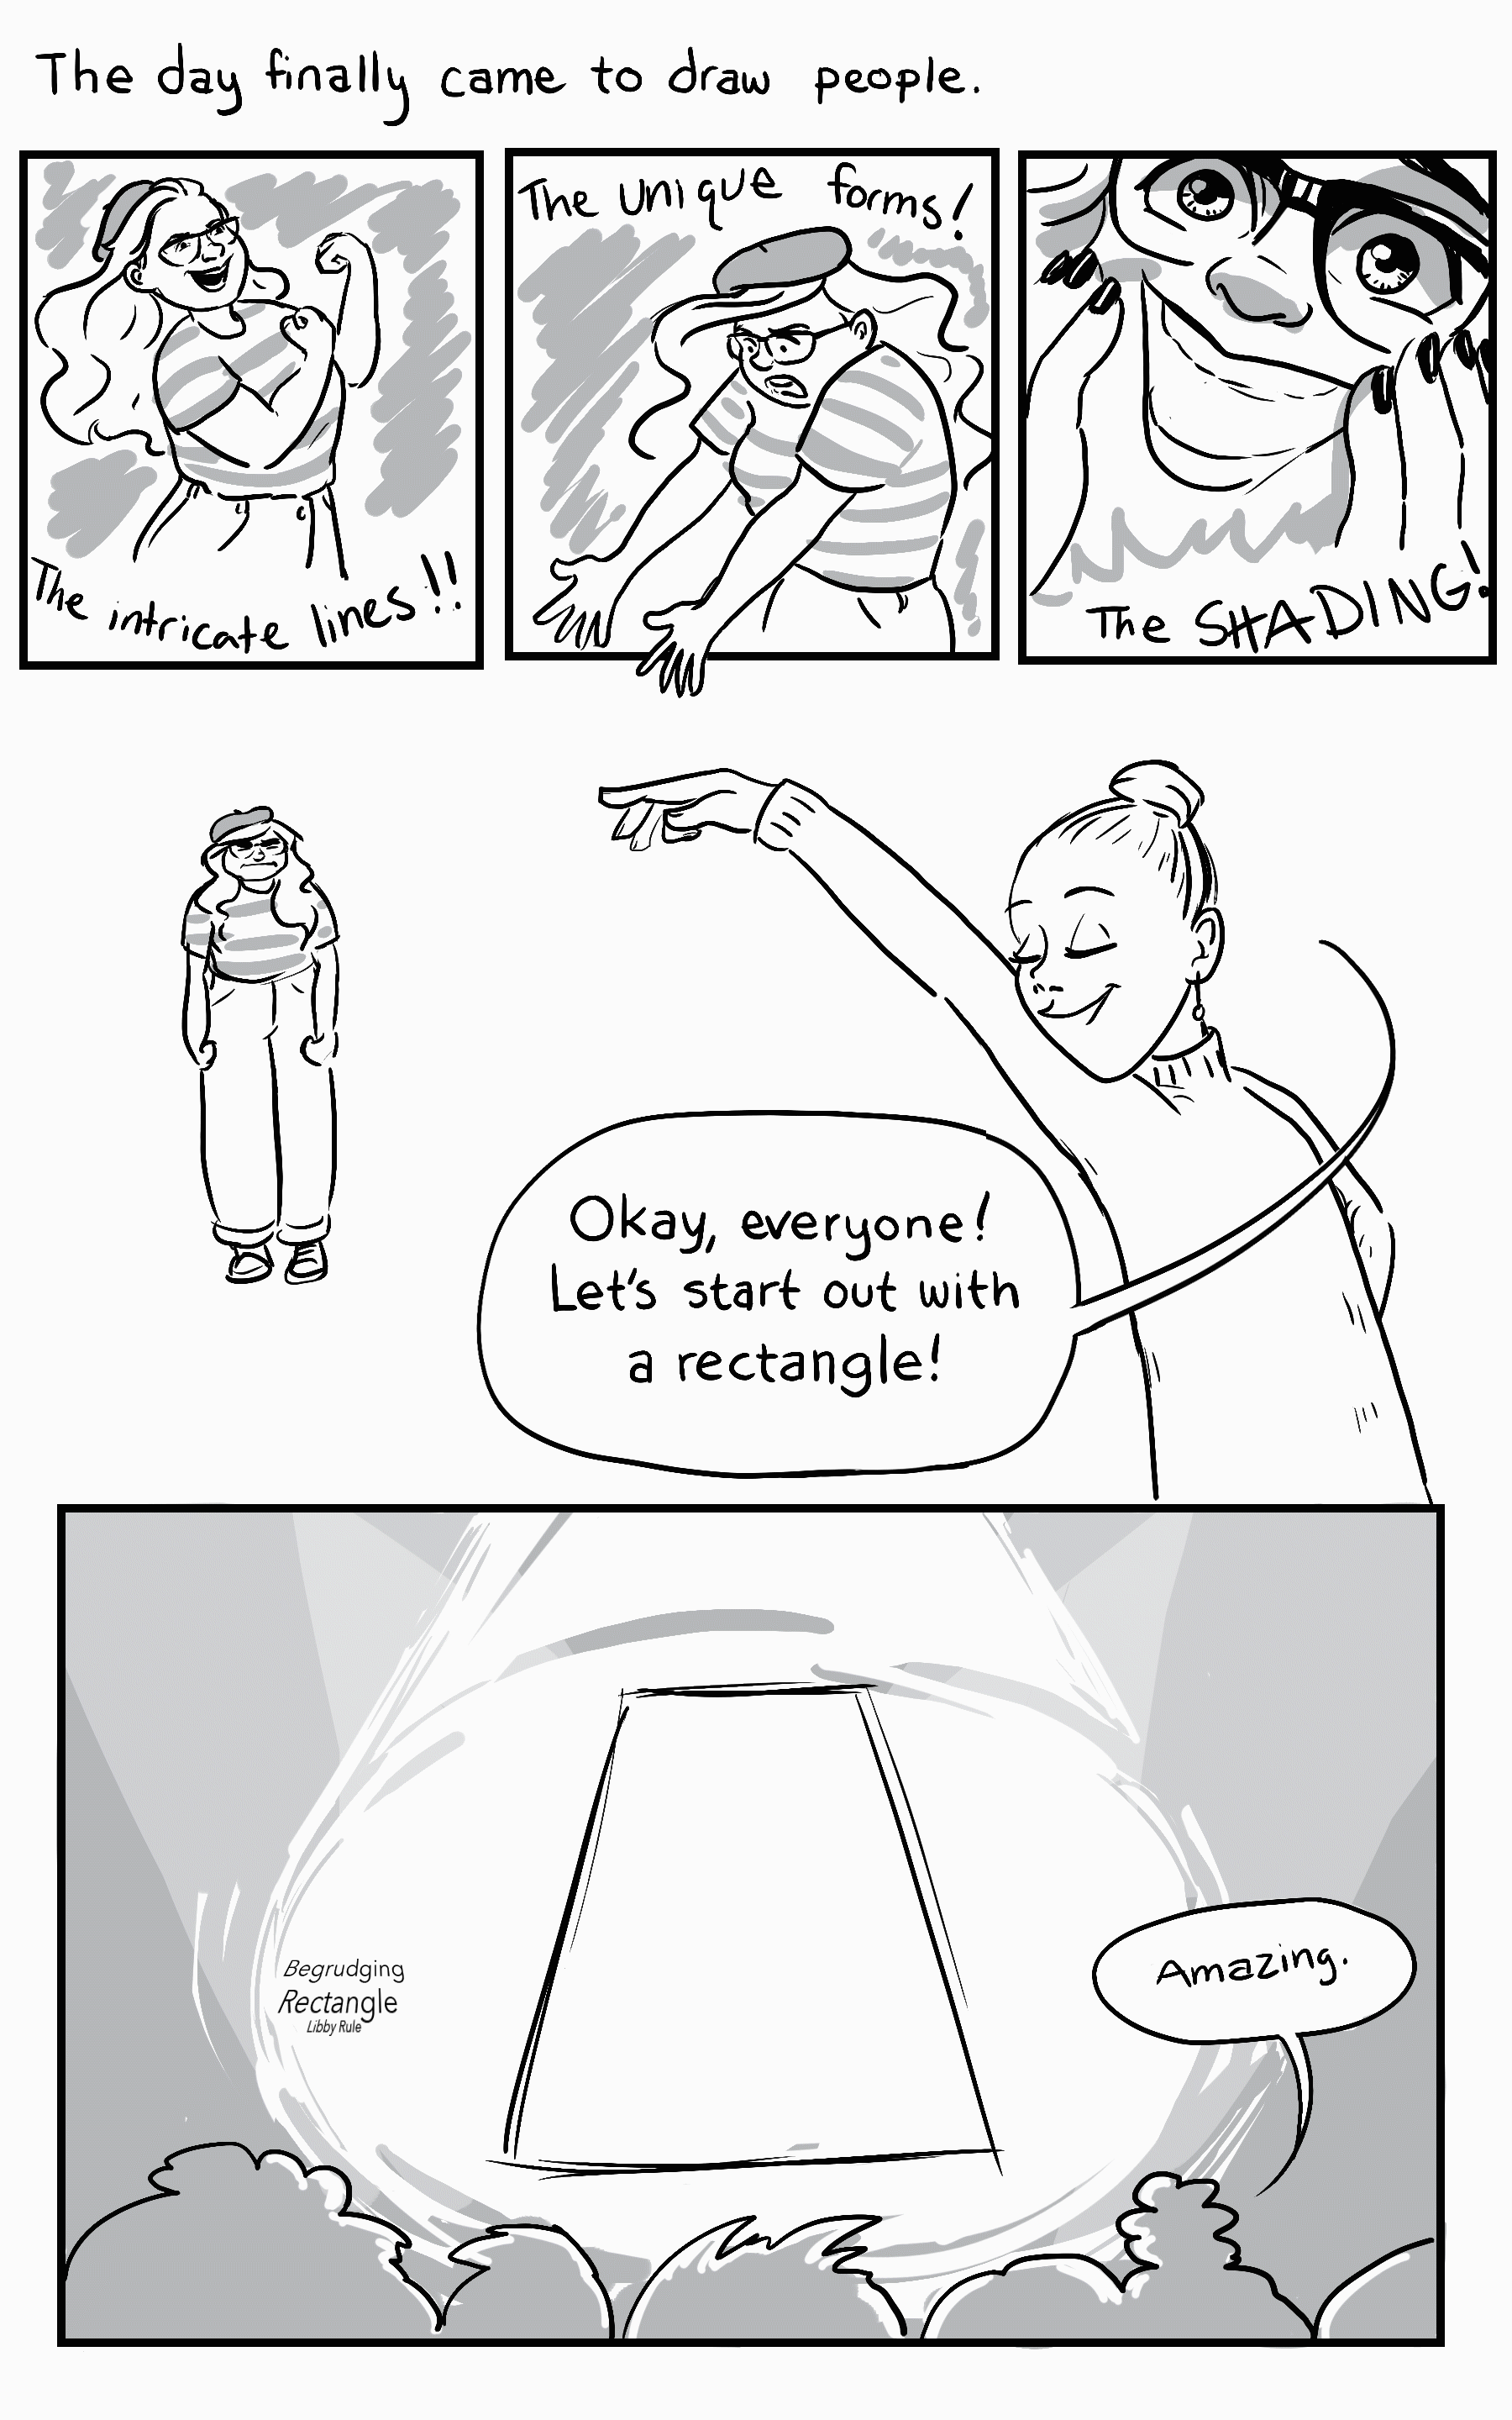 The day finally came to draw people.
The intricate lines!!
The unique forms!
The SHADING!
Okay, everyone!
Let's start out with
a rectangle!
Begrudging
Rectangle
Libby Rule
Amazing.